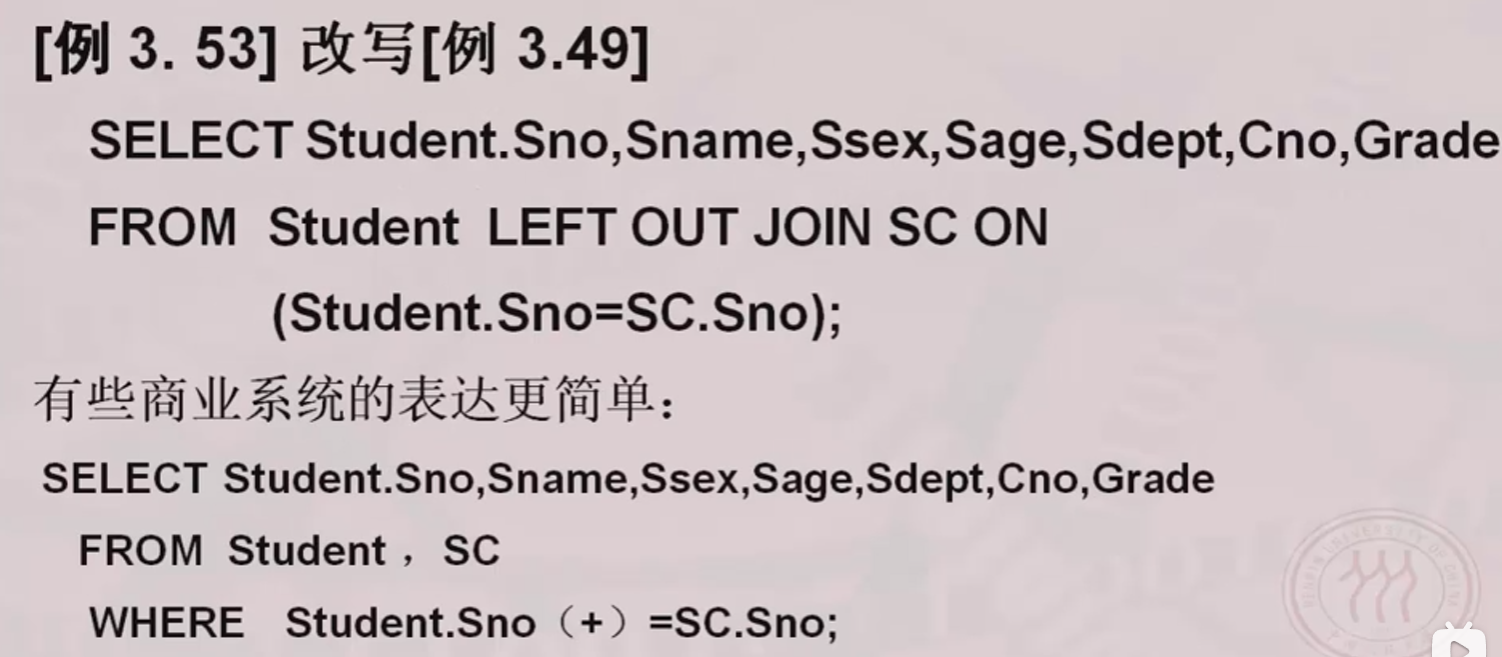 [例 3. 53] 改写[例 3.49]
SELECT Student.Sno,Sname,Ssex,Sage,Sdept,Cno,Grade
FROM Student LEFT OUT JOIN SC ON
(Student.Sno=SC.Sno);
有些商业系统的表达更简单：
SELECT Student.Sno,Sname,Ssex,Sage,Sdept,Cno,Grade
FROM Student ， SC
WHERE Student.Sno（+）=SC.Sno;